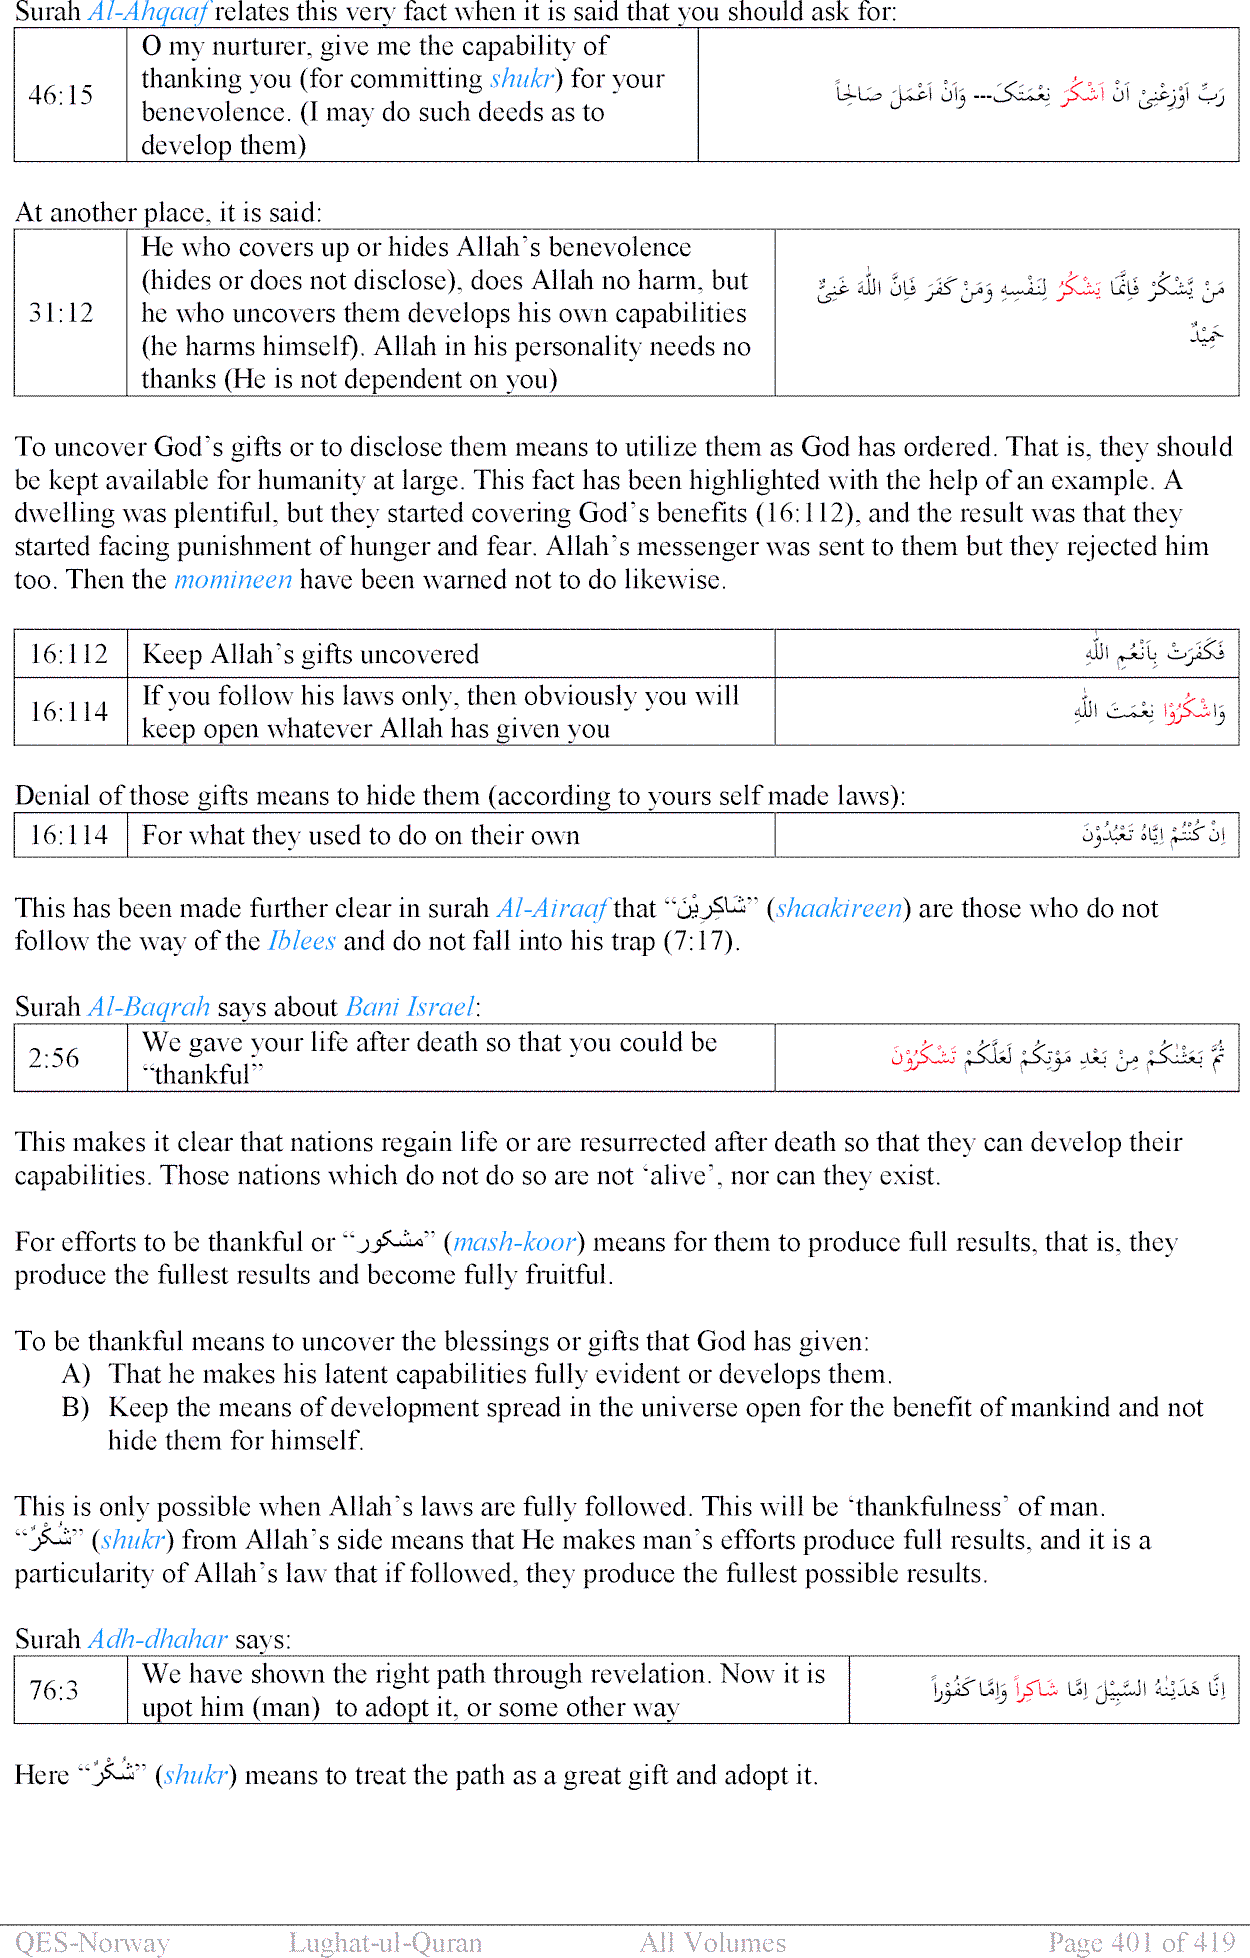 Surah Al-Ahqaaf relates this very fact when it is said that you should ask for:
46:15
O my nurturer, give me the capability of
thanking you (for committing shukr) for your
benevolence. (I may do such deeds as to
develop them)
رَبِّ اَوْزِعْنِیْ اَنْ اَشْکُرَ نِعْمَتَکَ--- وَاَنْ اَعْمَلَ صَالِحًا
At another place, it is said:
31:12
He who covers up or hides Allah’s benevolence
(hides or does not disclose), does Allah no harm, but
he who uncovers them develops his own capabilities
(he harms himself). Allah in his personality needs no
thanks (He is not dependent on you)
مَنْ یَّشْکُرْ فَاِنَّمَا یَشْکُرُ لِنَفْسِهٖ وَمَنْ کَفَرَ فَاِنَّ اللّٰهَ غَنِیٌّ
حَمِیْدٌ
To uncover God’s gifts or to disclose them means to utilize them as God has ordered. That is, they should
be kept available for humanity at large. This fact has been highlighted with the help of an example. A
dwelling was plentiful, but they started covering God’s benefits (16:112), and the result was that they
started facing punishment of hunger and fear. Allah’s messenger was sent to them but they rejected him
too. Then the momineen have been warned not to do likewise.
16:112 Keep Allah’s gifts uncovered فَکَفَرَتْ بِاَنْعُمِ اللّٰهِ
16:114
If you follow his laws only, then obviously you will
keep open whatever Allah has given you
وَاشْکُرُوْا نِعْمَتَ اللّٰهِ
Denial of those gifts means to hide them (according to yours self made laws):
16:114 For what they used to do on their own اِنْ کُنْتُمْ اِیَّاهُ تَعْبُدُوْنَ
This has been made further clear in surah Al-Airaaf that “شَاکِرِیْنَ” (shaakireen) are those who do not
follow the way of the Iblees and do not fall into his trap (7:17).
Surah Al-Baqrah says about Bani Israel:
2:56
We gave your life after death so that you could be
“thankful”
ثُمَّ بَعَثْنٰکُمْ مِنْ بَعْدِ مَوْتِکُمْ لَعَلَّکُمْ تَشْکُرُوْنَ
This makes it clear that nations regain life or are resurrected after death so that they can develop their
capabilities. Those nations which do not do so are not ‘alive’, nor can they exist.
For efforts to be thankful or “مشکور” (mash-koor) means for them to produce full results, that is, they
produce the fullest results and become fully fruitful.
To be thankful means to uncover the blessings or gifts that God has given:
A) That he makes his latent capabilities fully evident or develops them.
B) Keep the means of development spread in the universe open for the benefit of mankind and not
hide them for himself.
This is only possible when Allah’s laws are fully followed. This will be ‘thankfulness’ of man.
“شُکْرٌ” (shukr) from Allah’s side means that He makes man’s efforts produce full results, and it is a
particularity of Allah’s law that if followed, they produce the fullest possible results.
Surah Adh-dhahar says:
76:3
We have shown the right path through revelation. Now it is
upot him (man) to adopt it, or some other way
اِنَّا هَدَیْنٰهُ السَّبِیْلَ اِمَّا شَاکِراً وَاِمَّا کَفُوْراً
Here “شُکْرٌ” (shukr) means to treat the path as a great gift and adopt it.
QES-Norway Lughat-ul-Quran All Volumes Page 401 of 419